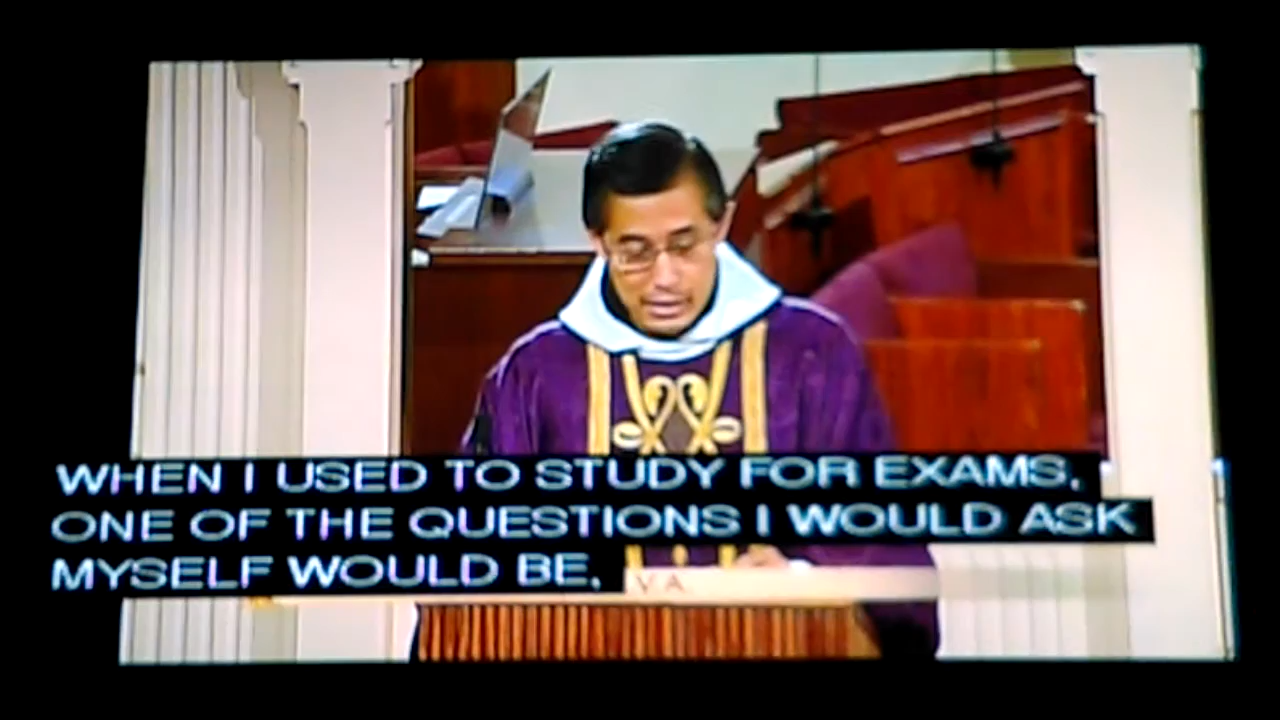 WHEN I USED TO STUDY FOR EXAMS,
ONE OF THE QUESTIONS I WOULD ASK
MYSELF WOULD BE,
V A